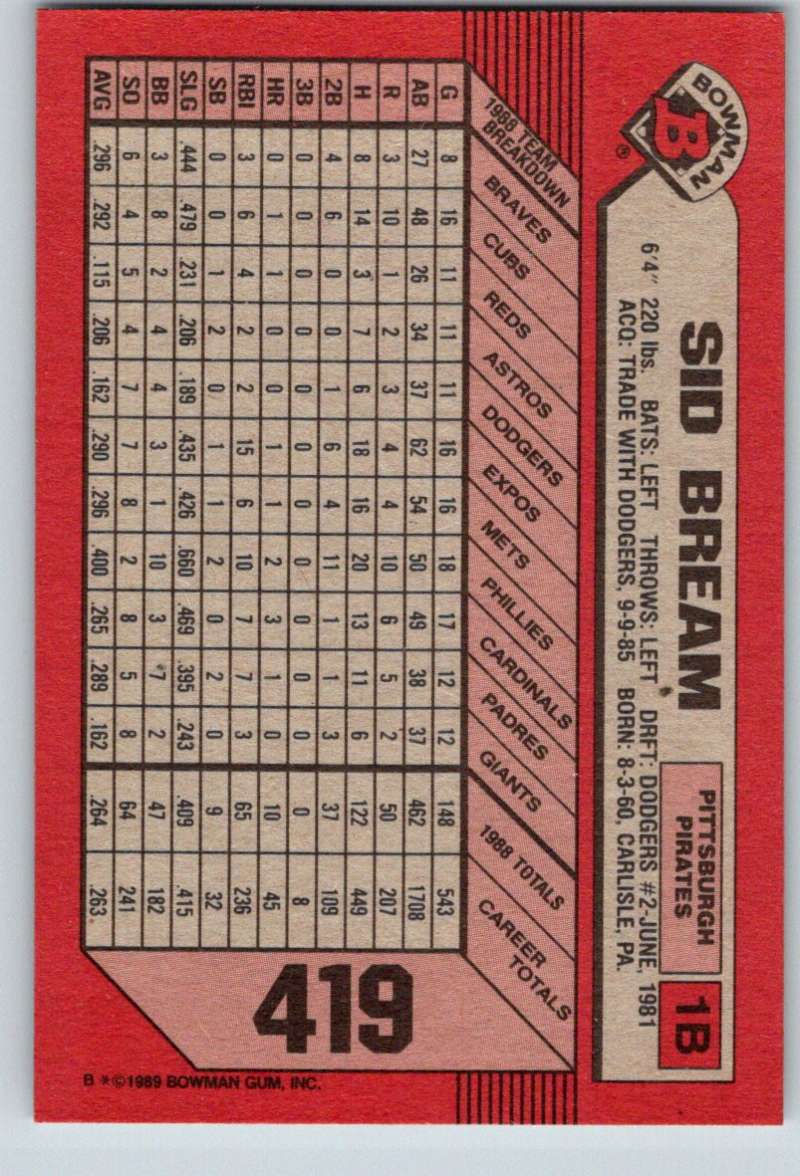 BOWMAN
B
®
SID BREAM
PITTSBURGH
PIRATES
1B
6'4" 220 lbs. BATS: LEFT THROWS: LEFT DRFT: DODGERS #2-JUNE, 1981
ACQ: TRADE WITH DODGERS, 9-9-85 BORN: 8-3-60, CARLISLE, PA.
1988 TEAM
BREAKDOWN
BRAVES
CUBS
REDS
ASTROS
DODGERS
EXPOS
METS
PHILLIES
CARDINALS
PADRES
GIANTS
1988 TOTALS
CAREER
TOTALS
G 8 16 11 11 11 16 16 18 17 12 12 148 543
AB 27 48 26 34 37 62 54 50 49 38 37 462 1708
R 3 10 1 2 3 4 4 10 6 5 2 50 207
H 8 14 3 7 6 18 16 20 13 11 6 122 449
2B 4 6 0 0 1 6 4 11 1 1 3 37 109
3B 0 0 0 0 0 0 0 0 0 0 0 0 8
HR 0 1 1 0 0 1 1 2 3 1 0 10 45
RBI 3 6 4 2 2 15 6 10 7 7 3 65 236
SB 0 0 1 2 0 1 1 2 0 2 0 9 32
SLG .444 .479 .231 .206 .189 .435 .426 .660 .469 .395 .243 .409 .415
BB 3 8 2 4 4 3 1 10 3 7 2 47 182
SO 6 4 5 4 7 7 8 2 8 5 8 64 241
AVG .296 .292 .115 .206 .162 .290 .296 .400 .265 .289 .162 .264 .263
419
B *©1989 BOWMAN GUM, INC.